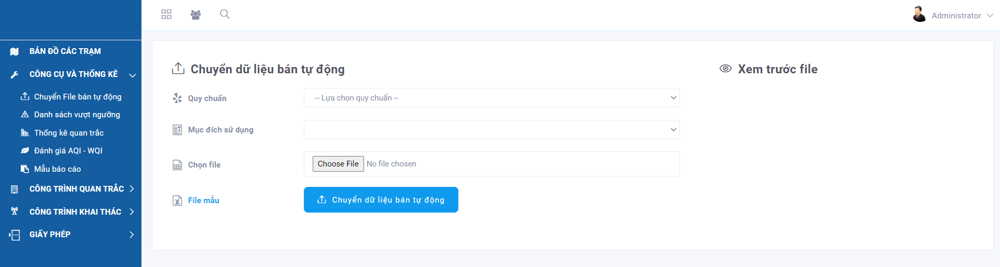 Administrator
BẢN ĐỒ CÁC TRẠM
CÔNG CỤ VÀ THỐNG KÊ
Chuyển File bán tự động
Danh sách vượt ngưỡng
Thống kê quan trắc
Đánh giá AQI - WQI
Mẫu báo cáo
CÔNG TRÌNH QUAN TRẮC
CÔNG TRÌNH KHAI THÁC
GIẤY PHÉP
Chuyển dữ liệu bán tự động
Quy chuẩn
-- Lựa chọn quy chuẩn --
Mục đích sử dụng
Chọn file
Choose File No file chosen
File mẫu
Chuyển dữ liệu bán tự động
Xem trước file